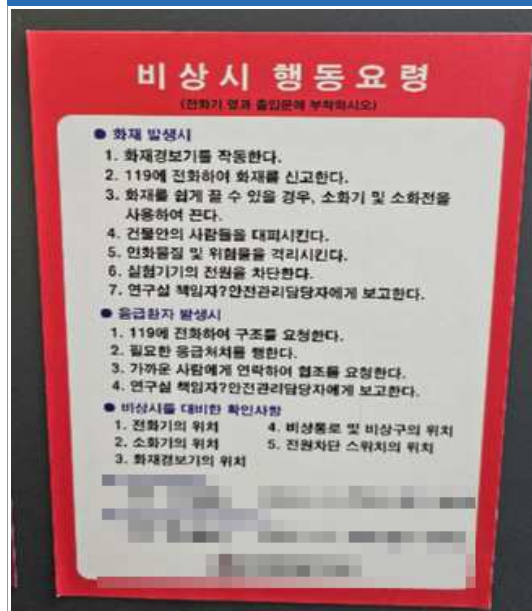 비상시 행동요령
(전화기 옆과 출입문에 부착하시오)
● 화재 발생시
1. 화재경보기를 작동한다.
2. 119에 전화하여 화재를 신고한다.
3. 화재를 쉽게 끌 수 있을 경우, 소화기 및 소화전을
사용하여 끈다.
4. 건물안의 사람들을 대피시킨다.
5. 인화물질 및 위험물을 격리시킨다.
6. 실험기기의 전원을 차단한다.
7. 연구실 책임자?안전관리담당자에게 보고한다.
● 응급환자 발생시
1. 119에 전화하여 구조를 요청한다.
2. 필요한 응급처치를 행한다.
3. 가까운 사람에게 연락하여 협조를 요청한다.
4. 연구실 책임자?안전관리담당자에게 보고한다.
● 비상시를 대비한 확인사항
1. 전화기의 위치 4. 비상통로 및 비상구의 위치
2. 소화기의 위치 5. 전원차단 스위치의 위치
3. 화재경보기의 위치